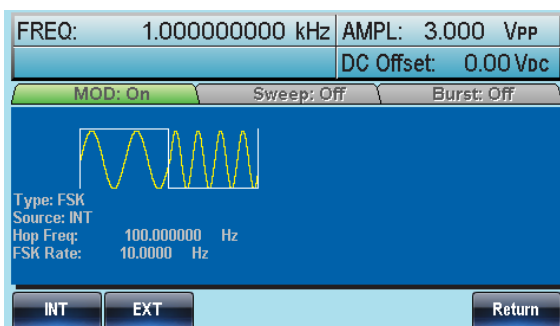 FREQ: 1.0000000000 kHz AMPL: 3.000 VPP
DC Offset: 0.00 VDC
MOD: On Sweep: Off Burst: Off
Type: FSK
Source: INT
Hop Freq: 100.000000 Hz
FSK Rate: 10.0000 Hz
INT EXT Return